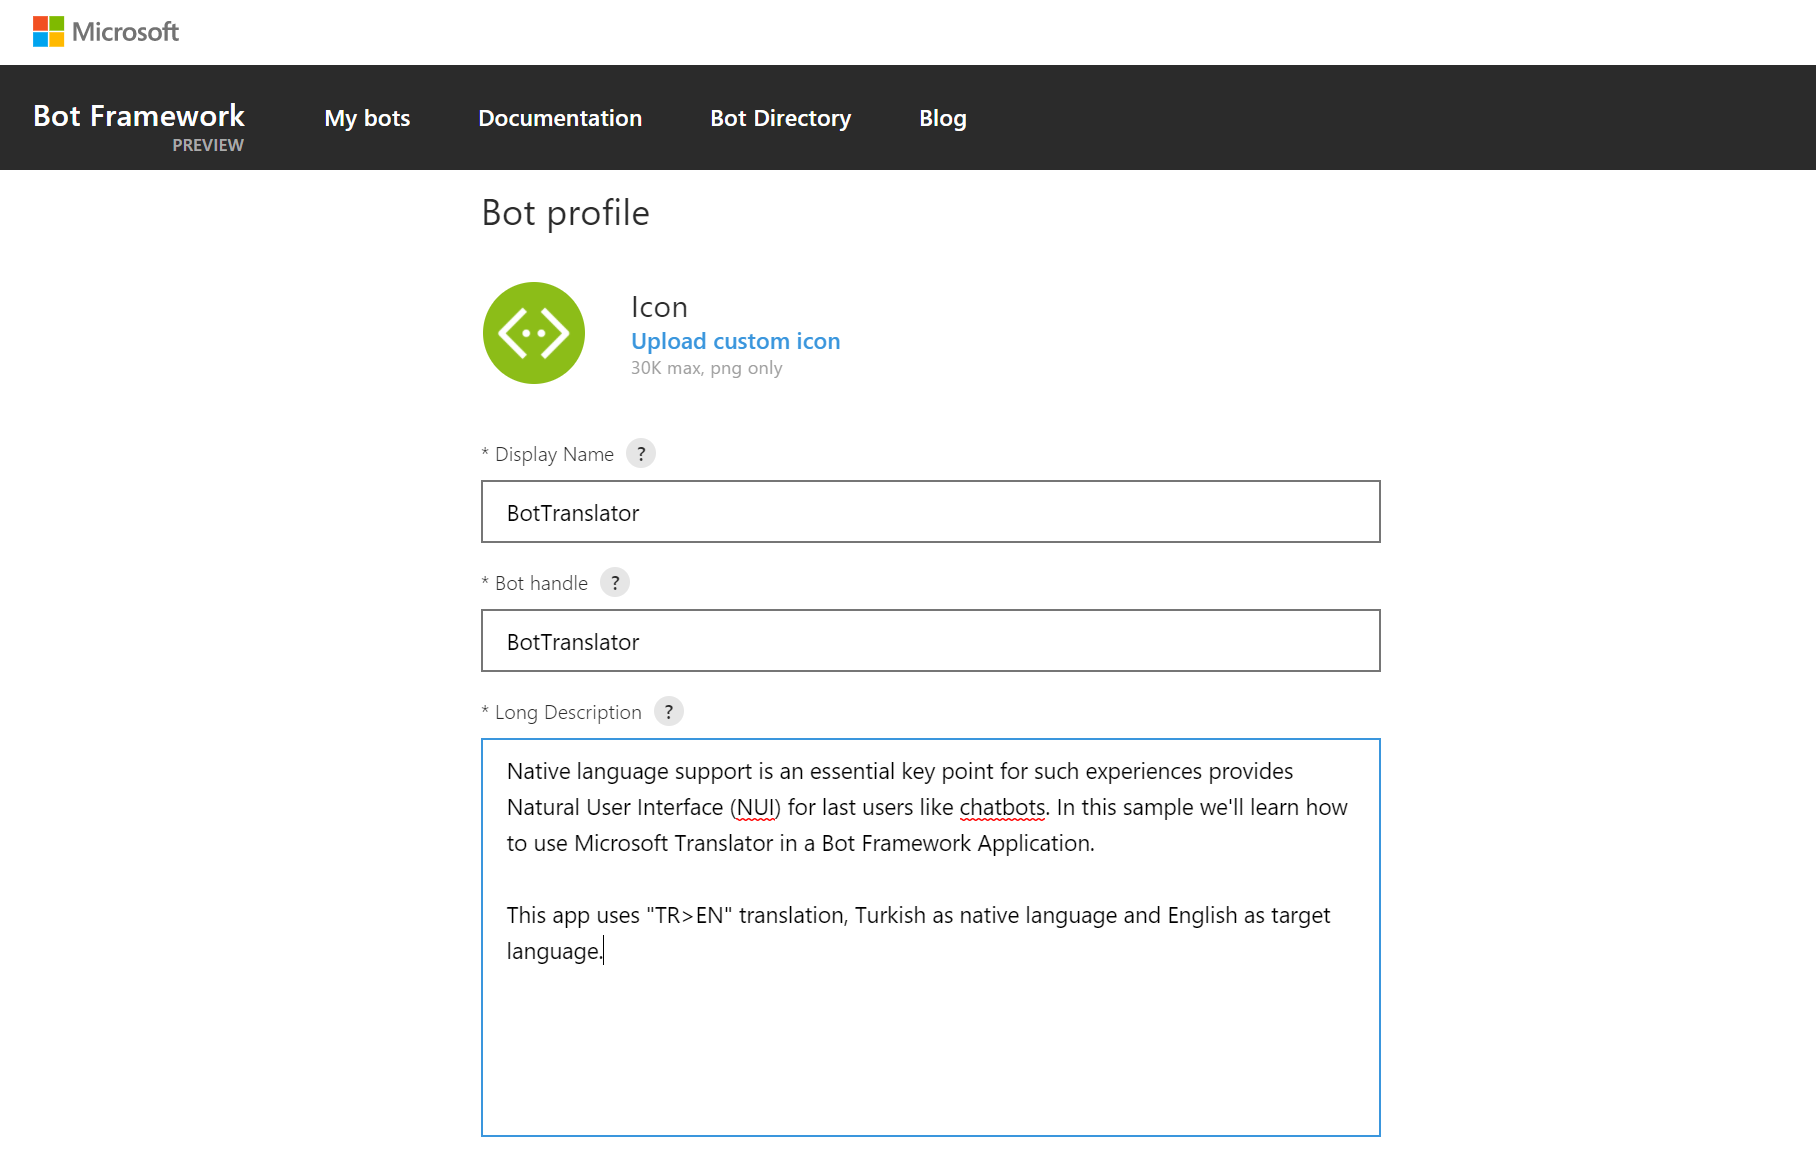 Microsoft
Bot Framework
PREVIEW
My bots
Documentation
Bot Directory
Blog
Bot profile
Icon
Upload custom icon
30K max, png only
* Display Name ?
BotTranslator
* Bot handle ?
BotTranslator
* Long Description ?
Native language support is an essential key point for such experiences provides
Natural User Interface (NUI) for last users like chatbots. In this sample we'll learn how
to use Microsoft Translator in a Bot Framework Application.
This app uses "TR>EN" translation, Turkish as native language and English as target
language.